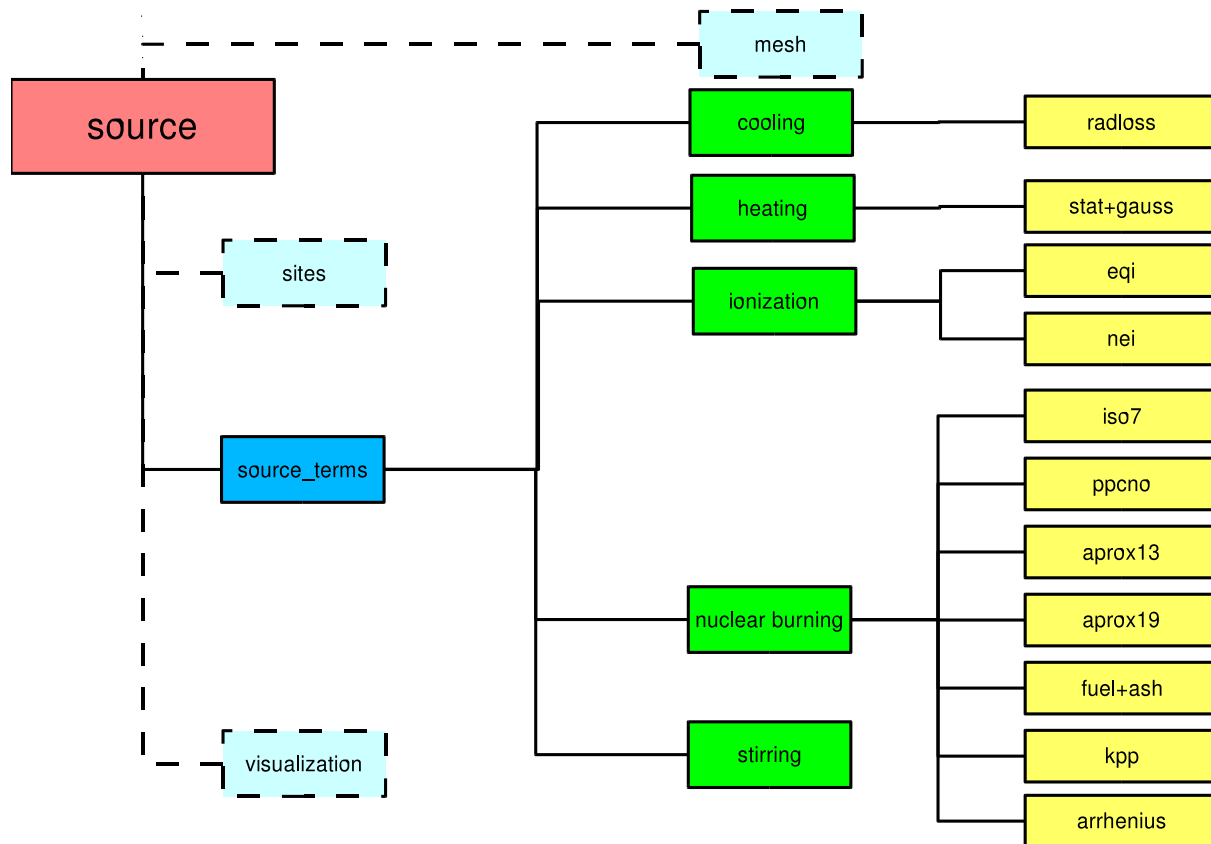 mesh
source
cooling
radloss
heating
stat+gauss
sites
eqi
ionization
nei
iso7
source_terms
ppcno
aprox13
nuclear burning
aprox19
fuel+ash
stirring
kpp
visualization
arrhenius